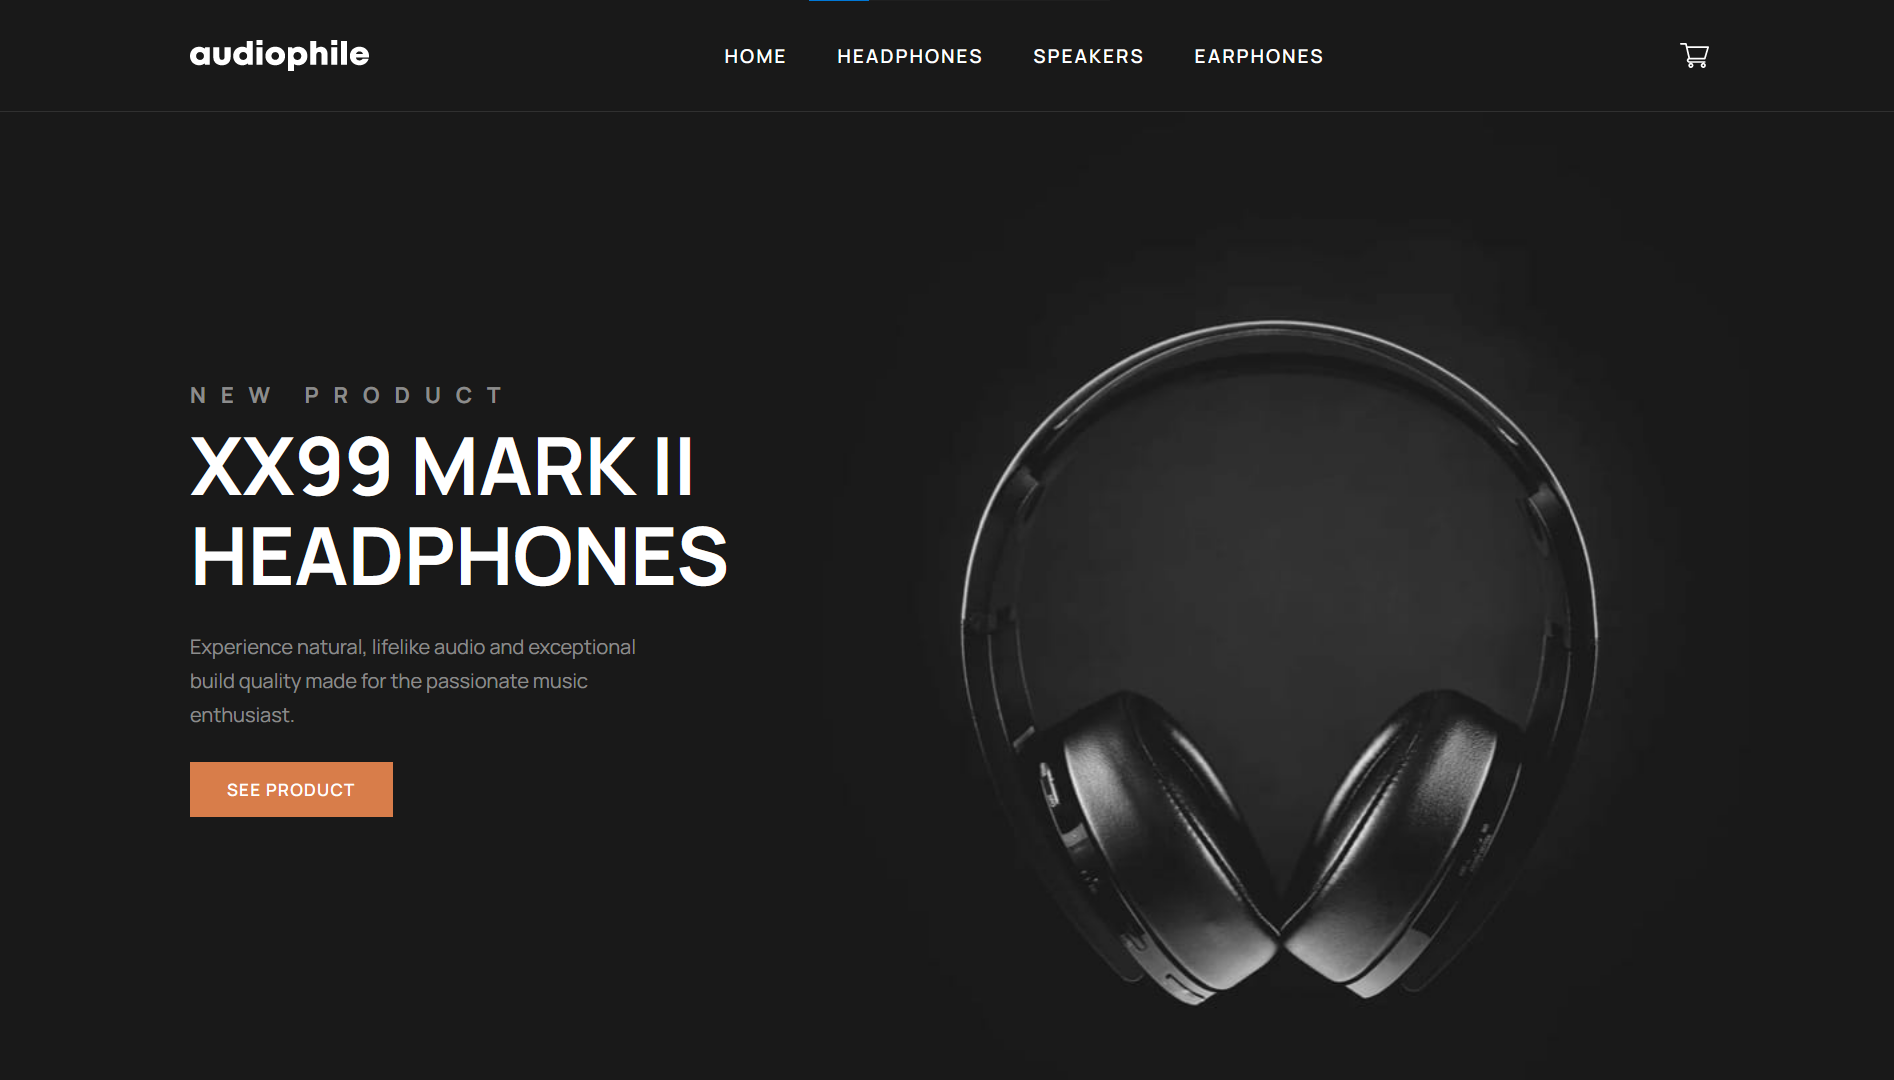 audiophile
HOME HEADPHONES SPEAKERS EARPHONES
NEW PRODUCT
XX99 MARK II
HEADPHONES
Experience natural, lifelike audio and exceptional
build quality made for the passionate music
enthusiast.
SEE PRODUCT